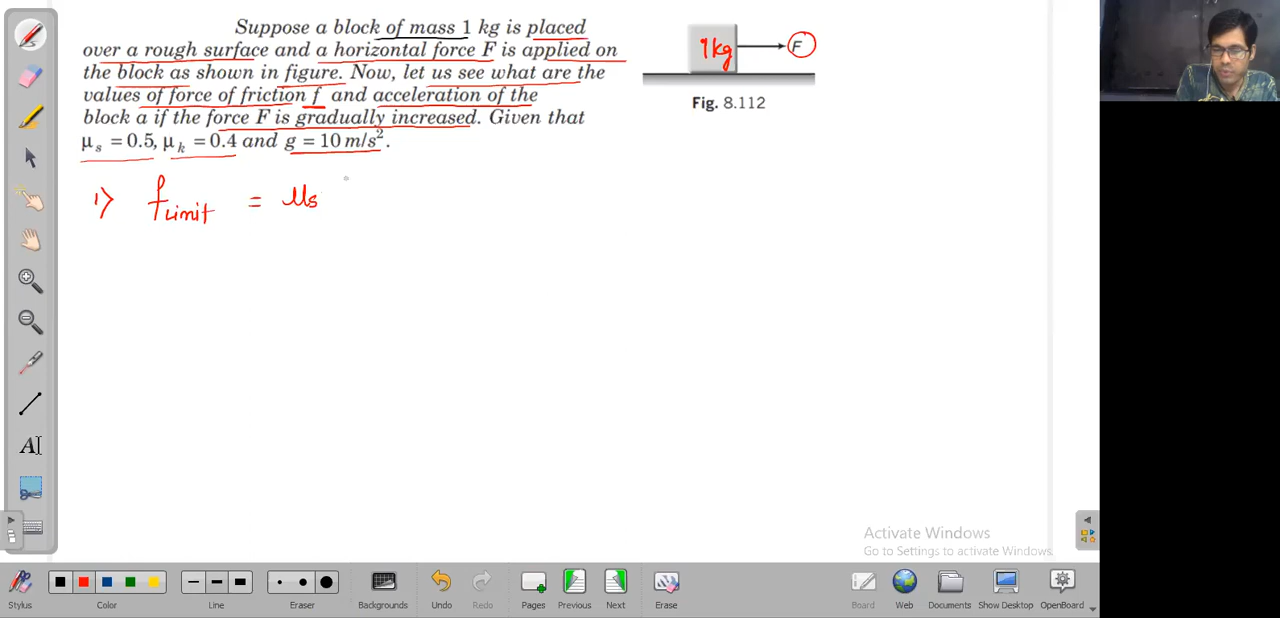 Suppose a block of mass 1 kg is placed
over a rough surface and a horizontal force F is applied on
the block as shown in figure. Now, let us see what are the
values of force of friction f and acceleration of the
block a if the force F is gradually increased. Given that
μs = 0.5, μk = 0.4 and g = 10 m/s².
1kg
F
Fig. 8.112
1> fLimit = μs
A
Activate Windows
Go to Settings to activate Windows.
Stylus
Color
Line
Eraser
Backgrounds
Undo
Redo
Pages
Previous
Next
Erase
Board
Web
Documents
Show Desktop
OpenBoard